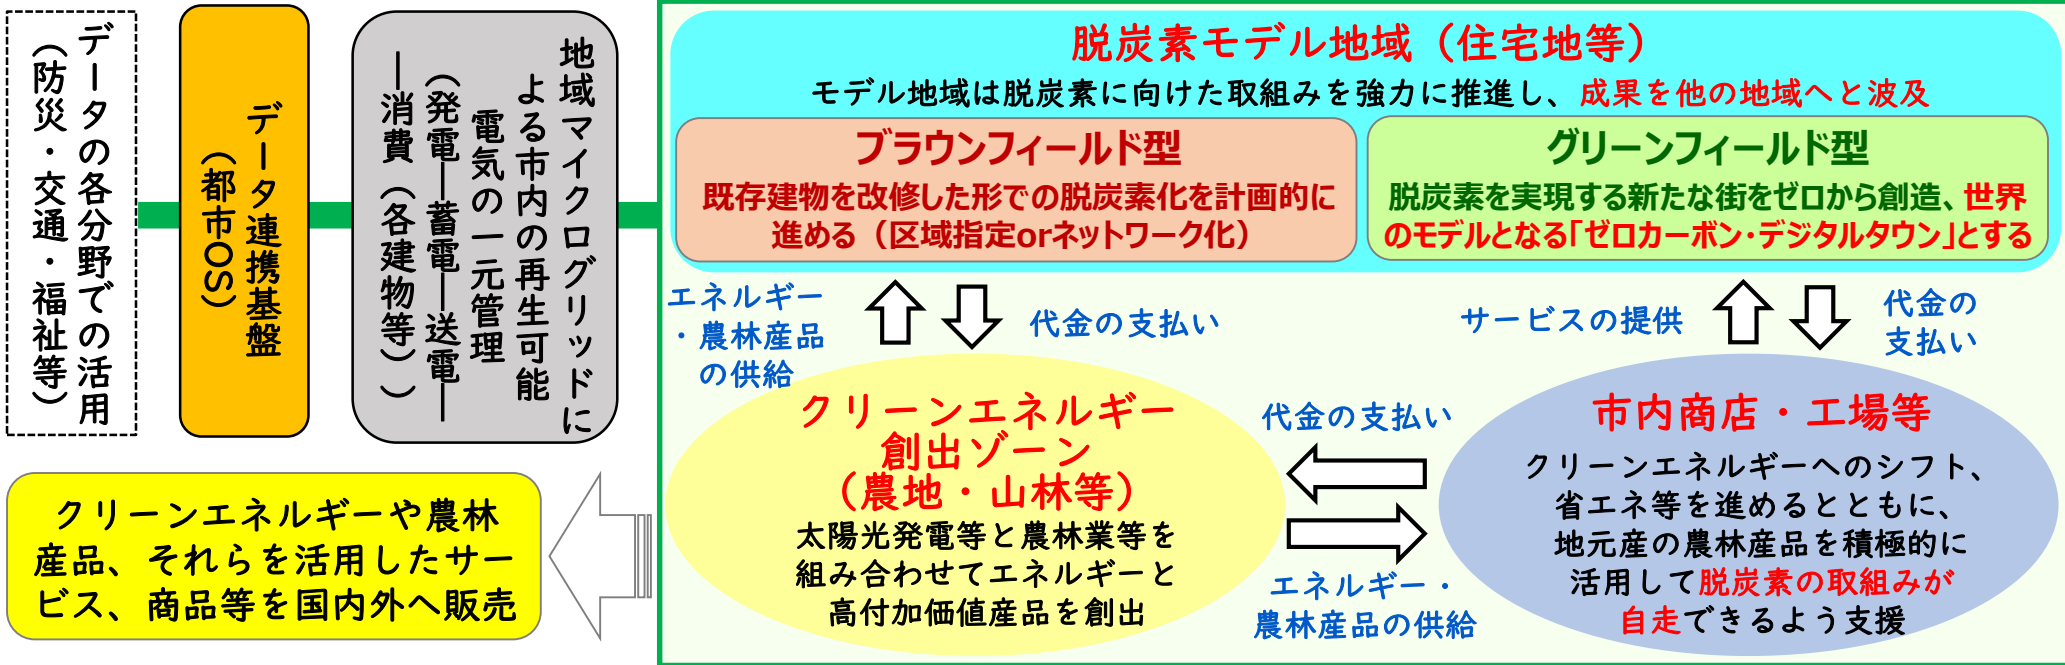 データの各分野での活用
（防災・交通・福祉等）
データ連携基盤
（都市OS）
地域マイクログリッドに
よる市内の再生可能
電気の一元管理
（発電―蓄電―送電―
―消費（各建物等））
脱炭素モデル地域（住宅地等）
モデル地域は脱炭素に向けた取組みを強力に推進し、成果を他の地域へと波及
ブラウンフィールド型
既存建物を改修した形での脱炭素化を計画的に
進める（区域指定orネットワーク化）
グリーンフィールド型
脱炭素を実現する新たな街をゼロから創造、世界
のモデルとなる「ゼロカーボン・デジタルタウン」とする
エネルギー
・農林産品
の供給
代金の支払い
サービスの提供
代金の
支払い
クリーンエネルギー
創出ゾーン
（農地・山林等）
太陽光発電等と農林業等を
組み合わせてエネルギーと
高付加価値産品を創出
代金の支払い
エネルギー・
農林産品の供給
市内商店・工場等
クリーンエネルギーへのシフト、
省エネ等を進めるとともに、
地元産の農林産品を積極的に
活用して脱炭素の取組みが
自走できるよう支援
クリーンエネルギーや農林
産品、それらを活用したサー
ビス、商品等を国内外へ販売